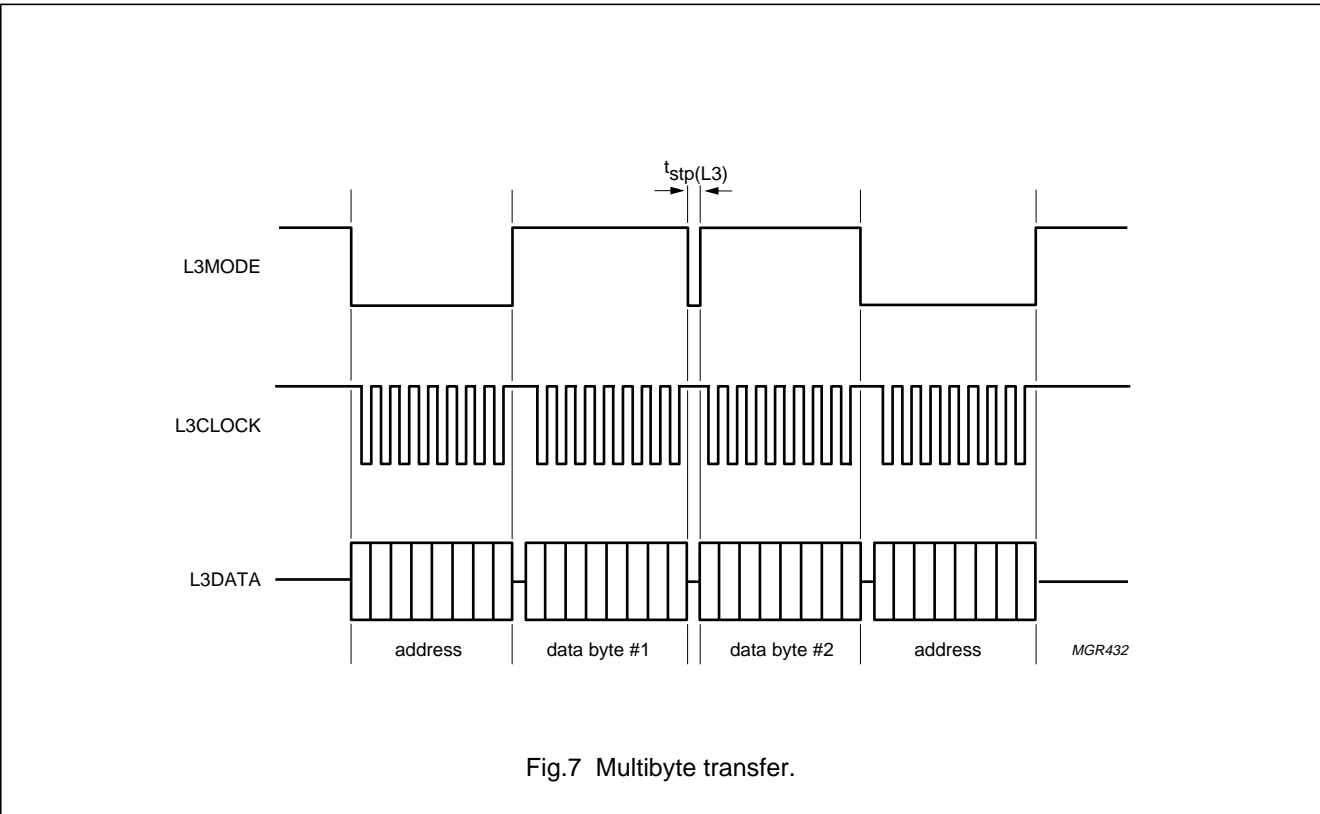 tstp(L3)
L3MODE
L3CLOCK
L3DATA
address
data byte #1
data byte #2
address
MGR432
Fig.7 Multibyte transfer.